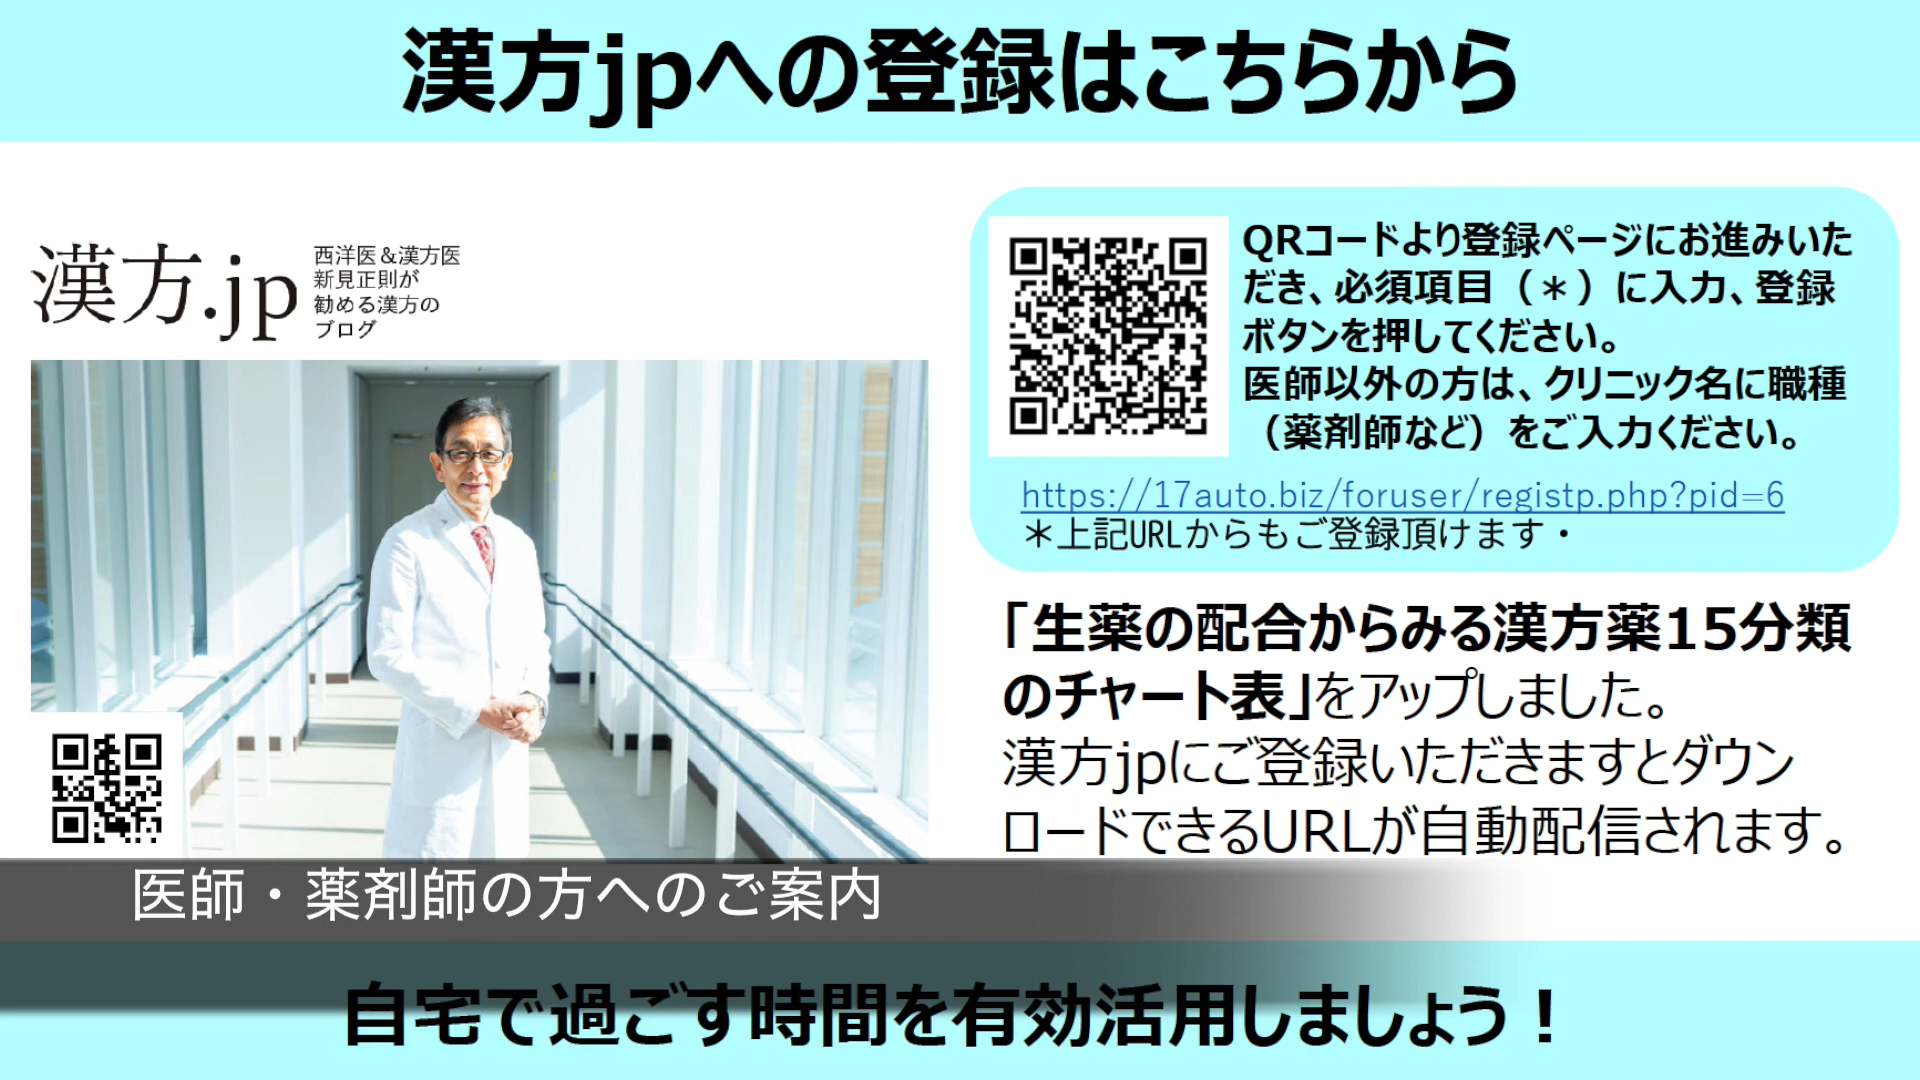 漢方jpへの登録はこちらから
漢方.jp
西洋医＆漢方医
新見正則が
勧める漢方の
ブログ
QRコードより登録ページにお進みいた
だき、必須項目（＊）に入力、登録
ボタンを押してください。
医師以外の方は、クリニック名に職種
（薬剤師など）をご入力ください。
https://17auto.biz/foruser/registp.php?pid=6
＊上記URLからもご登録頂けます・
「生薬の配合からみる漢方薬15分類
のチャート表」をアップしました。
漢方jpにご登録いただきますとダウン
ロードできるURLが自動配信されます。
医師・薬剤師の方へのご案内
自宅で過ごす時間を有効活用しましょう！